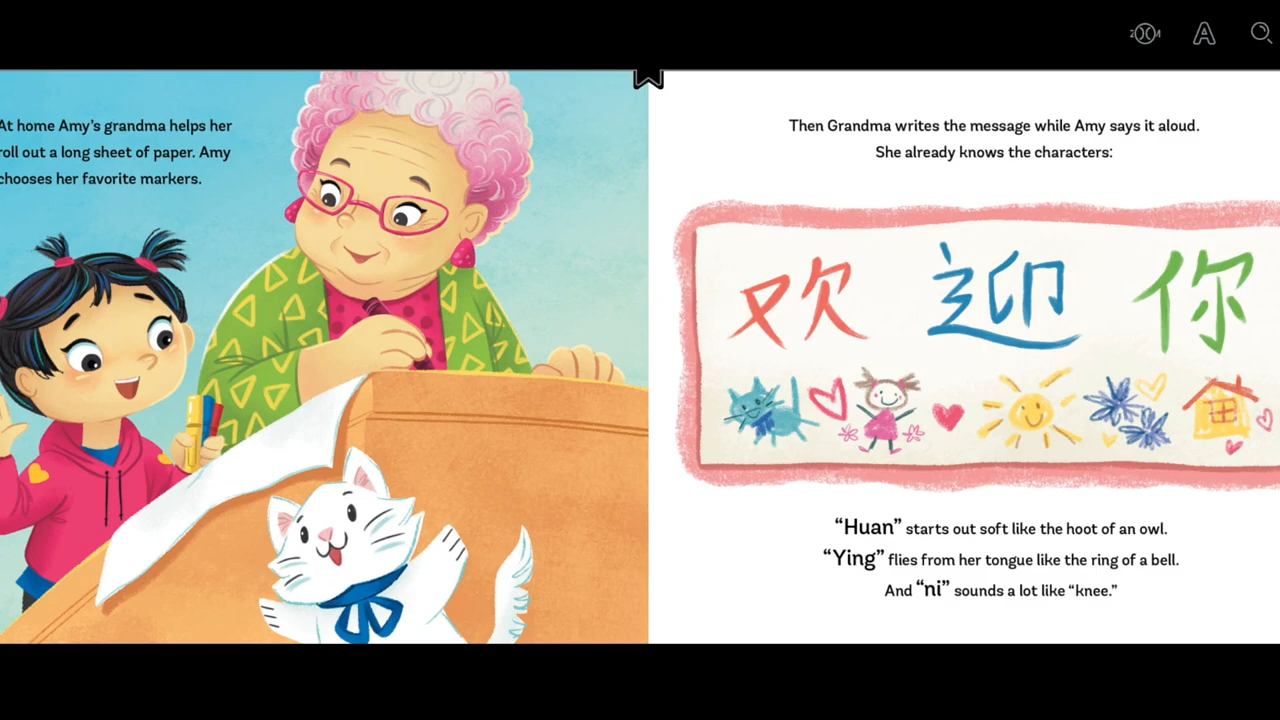 At home Amy's grandma helps her
roll out a long sheet of paper. Amy
chooses her favorite markers.
Then Grandma writes the message while Amy says it aloud.
She already knows the characters:
欢 迎 你
“Huan” starts out soft like the hoot of an owl.
“Ying” flies from her tongue like the ring of a bell.
And “ni” sounds a lot like “knee.”